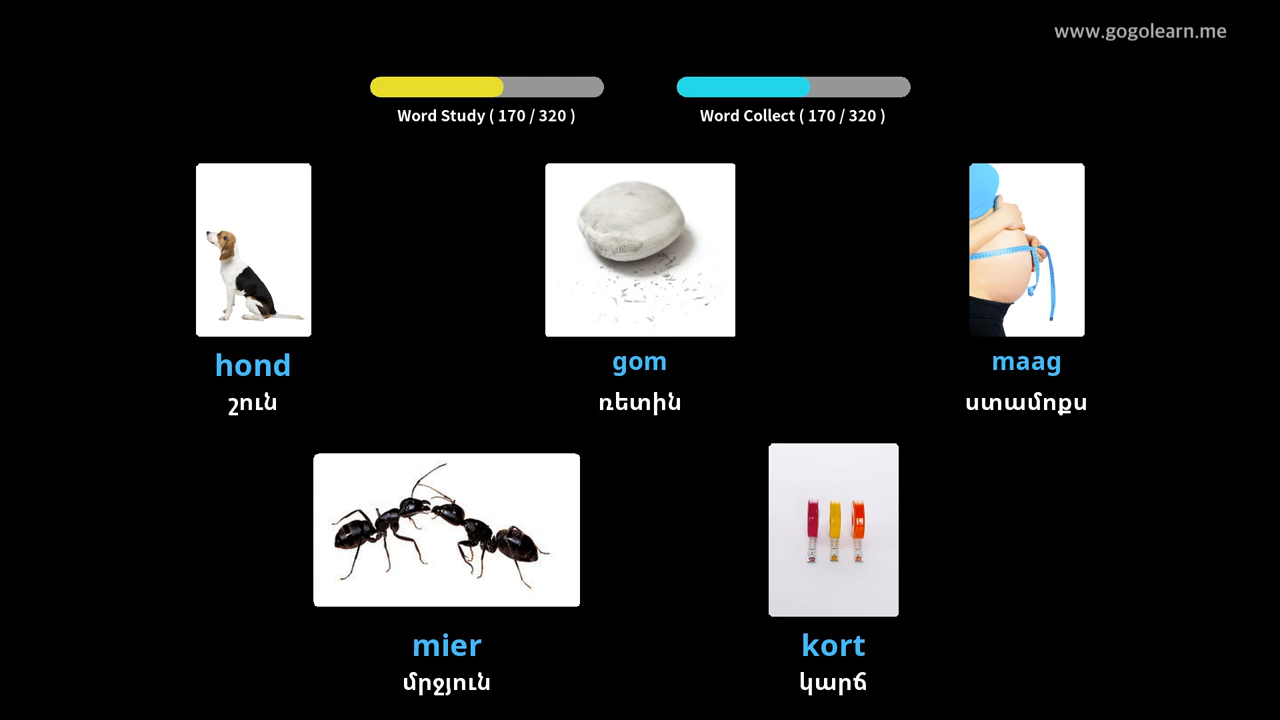 www.gogolearn.me
Word Study ( 170 / 320 )
Word Collect ( 170 / 320 )
hond
շուն
gom
ռետին
maag
ստամոքս
mier
մրջյուն
kort
կարճ